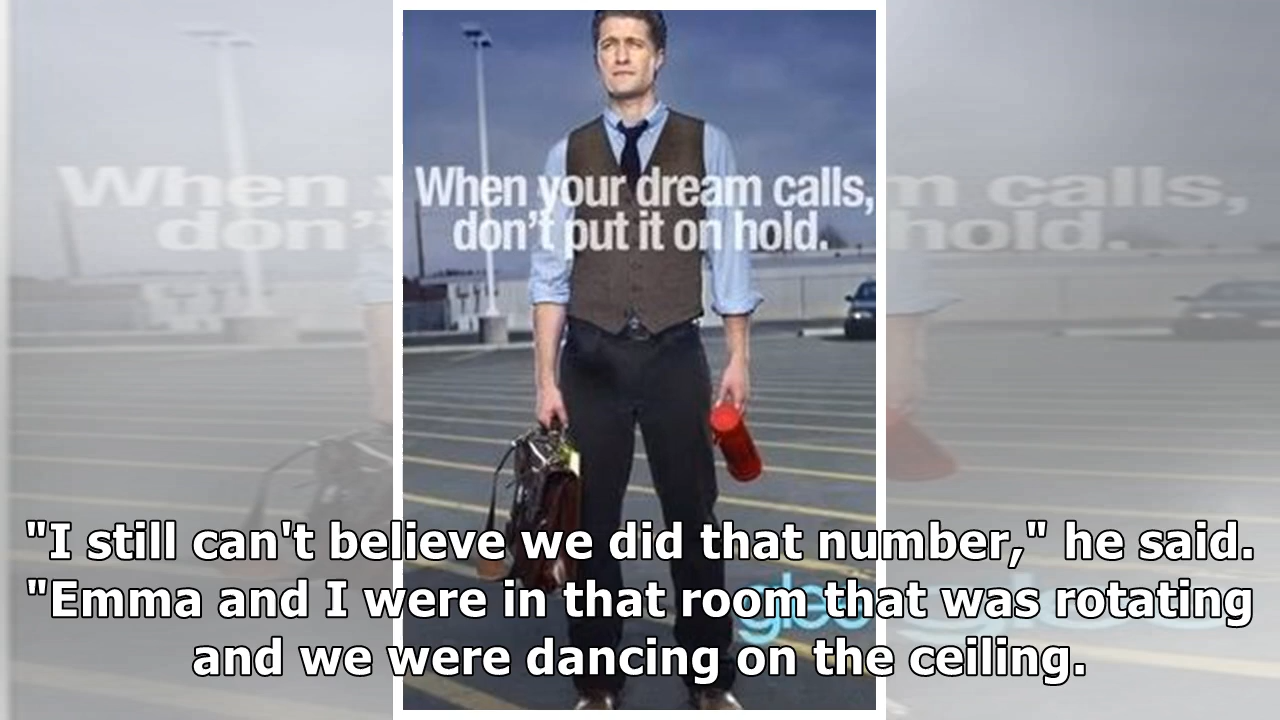 When your dream calls,
don't put it on hold.
glee
"I still can't believe we did that number," he said.
"Emma and I were in that room that was rotating
and we were dancing on the ceiling.